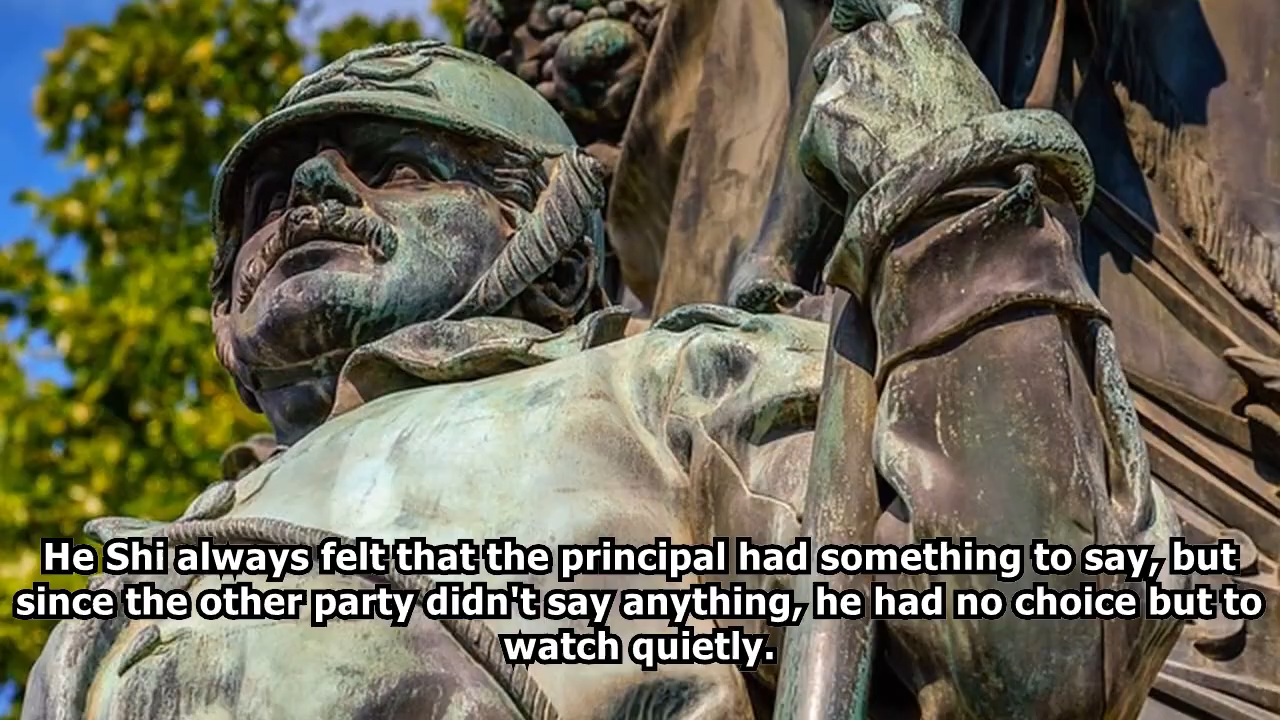 He Shi always felt that the principal had something to say, but
since the other party didn't say anything, he had no choice but to
watch quietly.